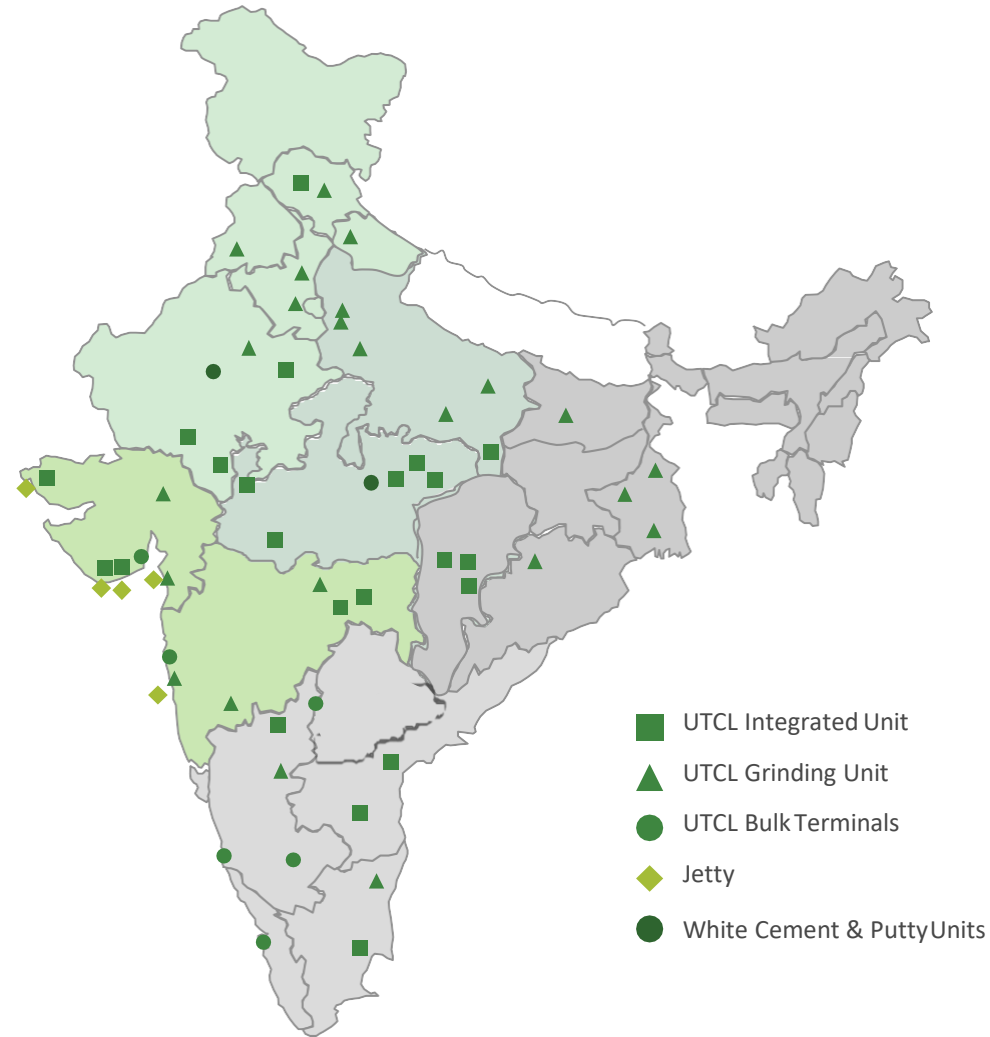 UTCL Integrated Unit
UTCL Grinding Unit
UTCL Bulk Terminals
Jetty
White Cement & Putty Units